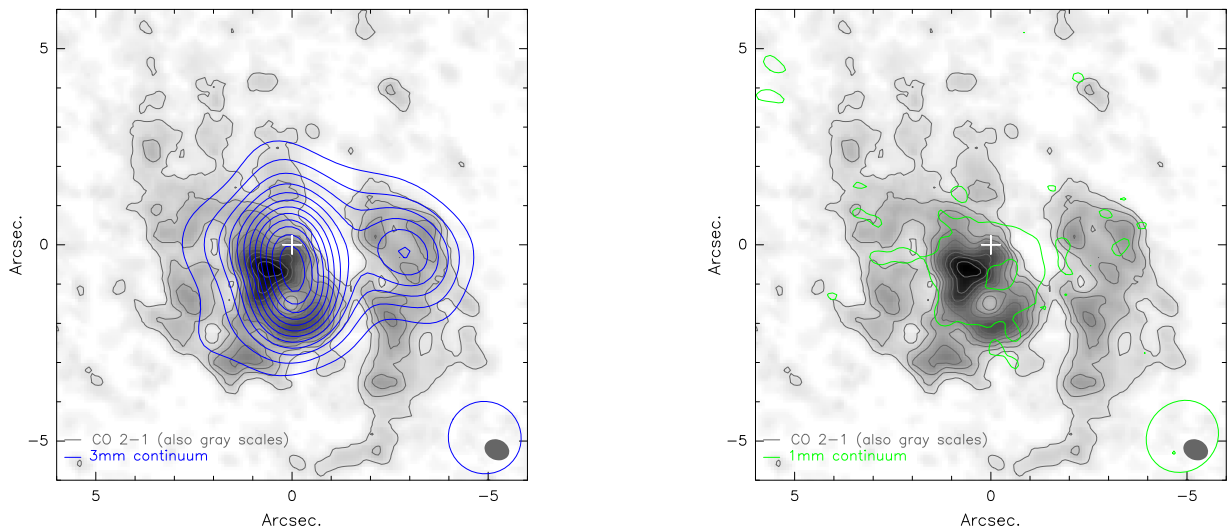 5
0
−5
Arcsec.
— CO 2−1 (also gray scales)
— 3mm continuum
5
0
−5
Arcsec.
5
0
−5
Arcsec.
— CO 2−1 (also gray scales)
— 1mm continuum
5
0
−5
Arcsec.